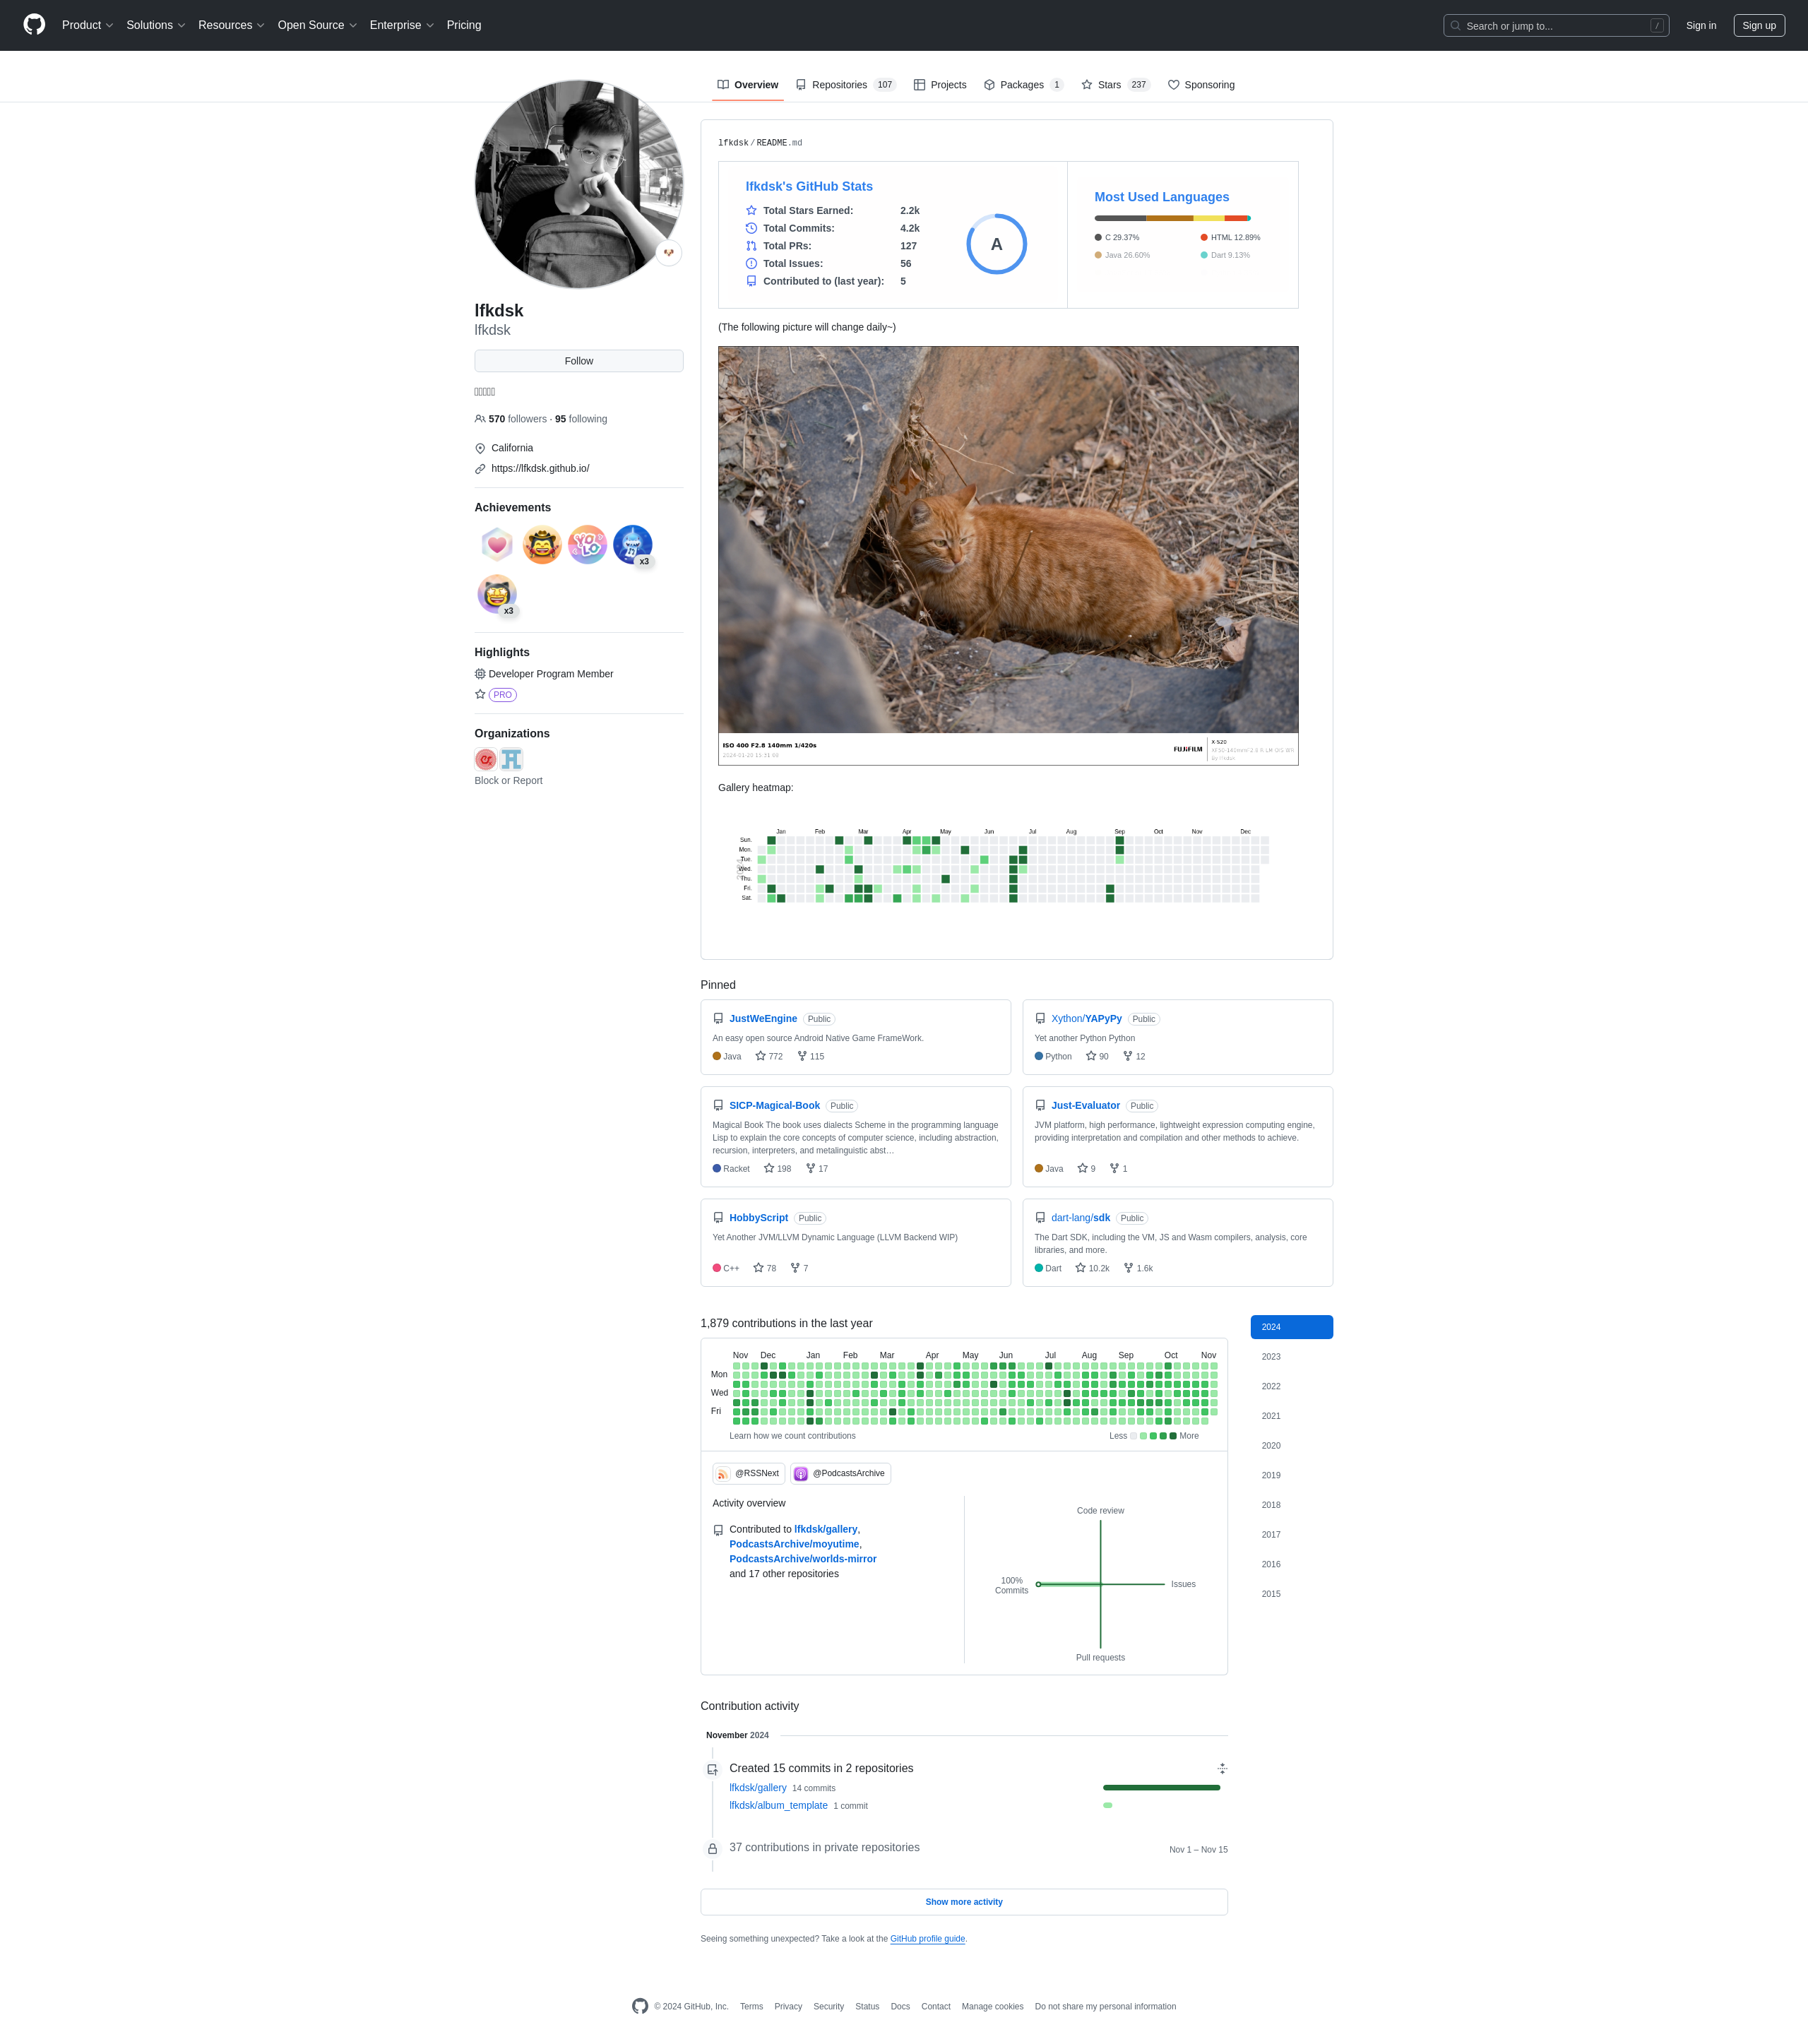 Product Solutions Resources Open Source Enterprise Pricing Search or jump to... / Sign in Sign up
Overview Repositories 107 Projects Packages 1 Stars 237 Sponsoring
lfkdsk
lfkdsk
Follow
570 followers · 95 following
California
https://lfkdsk.github.io/
Achievements
YOLO
x3
x3
Highlights
Developer Program Member
PRO
Organizations
Block or Report
lfkdsk / README.md
lfkdsk's GitHub Stats
Total Stars Earned: 2.2k
Total Commits: 4.2k
Total PRs: 127
Total Issues: 56
Contributed to (last year): 5
A
Most Used Languages
C 29.37% HTML 12.89%
Java 26.60% Dart 9.13%
(The following picture will change daily~)
ISO 400 F2.8 140mm 1/420s
FUJIFILM
X-S20
Gallery heatmap:
Jan Feb Mar Apr May Jun Jul Aug Sep Oct Nov Dec
Sun.
Mon.
Tue.
Wed.
Thu.
Fri.
Sat.
Pinned
JustWeEngine Public
An easy open source Android Native Game FrameWork.
Java 772 115
Xython/YAPyPy Public
Yet another Python Python
Python 90 12
SICP-Magical-Book Public
Magical Book The book uses dialects Scheme in the programming language
Lisp to explain the core concepts of computer science, including abstraction,
recursion, interpreters, and metalinguistic abst…
Racket 198 17
Just-Evaluator Public
JVM platform, high performance, lightweight expression computing engine,
providing interpretation and compilation and other methods to achieve.
Java 9 1
HobbyScript Public
Yet Another JVM/LLVM Dynamic Language (LLVM Backend WIP)
C++ 78 7
dart-lang/sdk Public
The Dart SDK, including the VM, JS and Wasm compilers, analysis, core
libraries, and more.
Dart 10.2k 1.6k
1,879 contributions in the last year
Nov Dec Jan Feb Mar Apr May Jun Jul Aug Sep Oct Nov
Mon
Wed
Fri
Learn how we count contributions Less More
@RSSNext @PodcastsArchive
Activity overview
Contributed to lfkdsk/gallery,
PodcastsArchive/moyutime,
PodcastsArchive/worlds-mirror
and 17 other repositories
Code review
100%
Commits
Issues
Pull requests
2024
2023
2022
2021
2020
2019
2018
2017
2016
2015
Contribution activity
November 2024
Created 15 commits in 2 repositories
lfkdsk/gallery 14 commits
lfkdsk/album_template 1 commit
37 contributions in private repositories Nov 1 – Nov 15
Show more activity
Seeing something unexpected? Take a look at the GitHub profile guide.
© 2024 GitHub, Inc. Terms Privacy Security Status Docs Contact Manage cookies Do not share my personal information